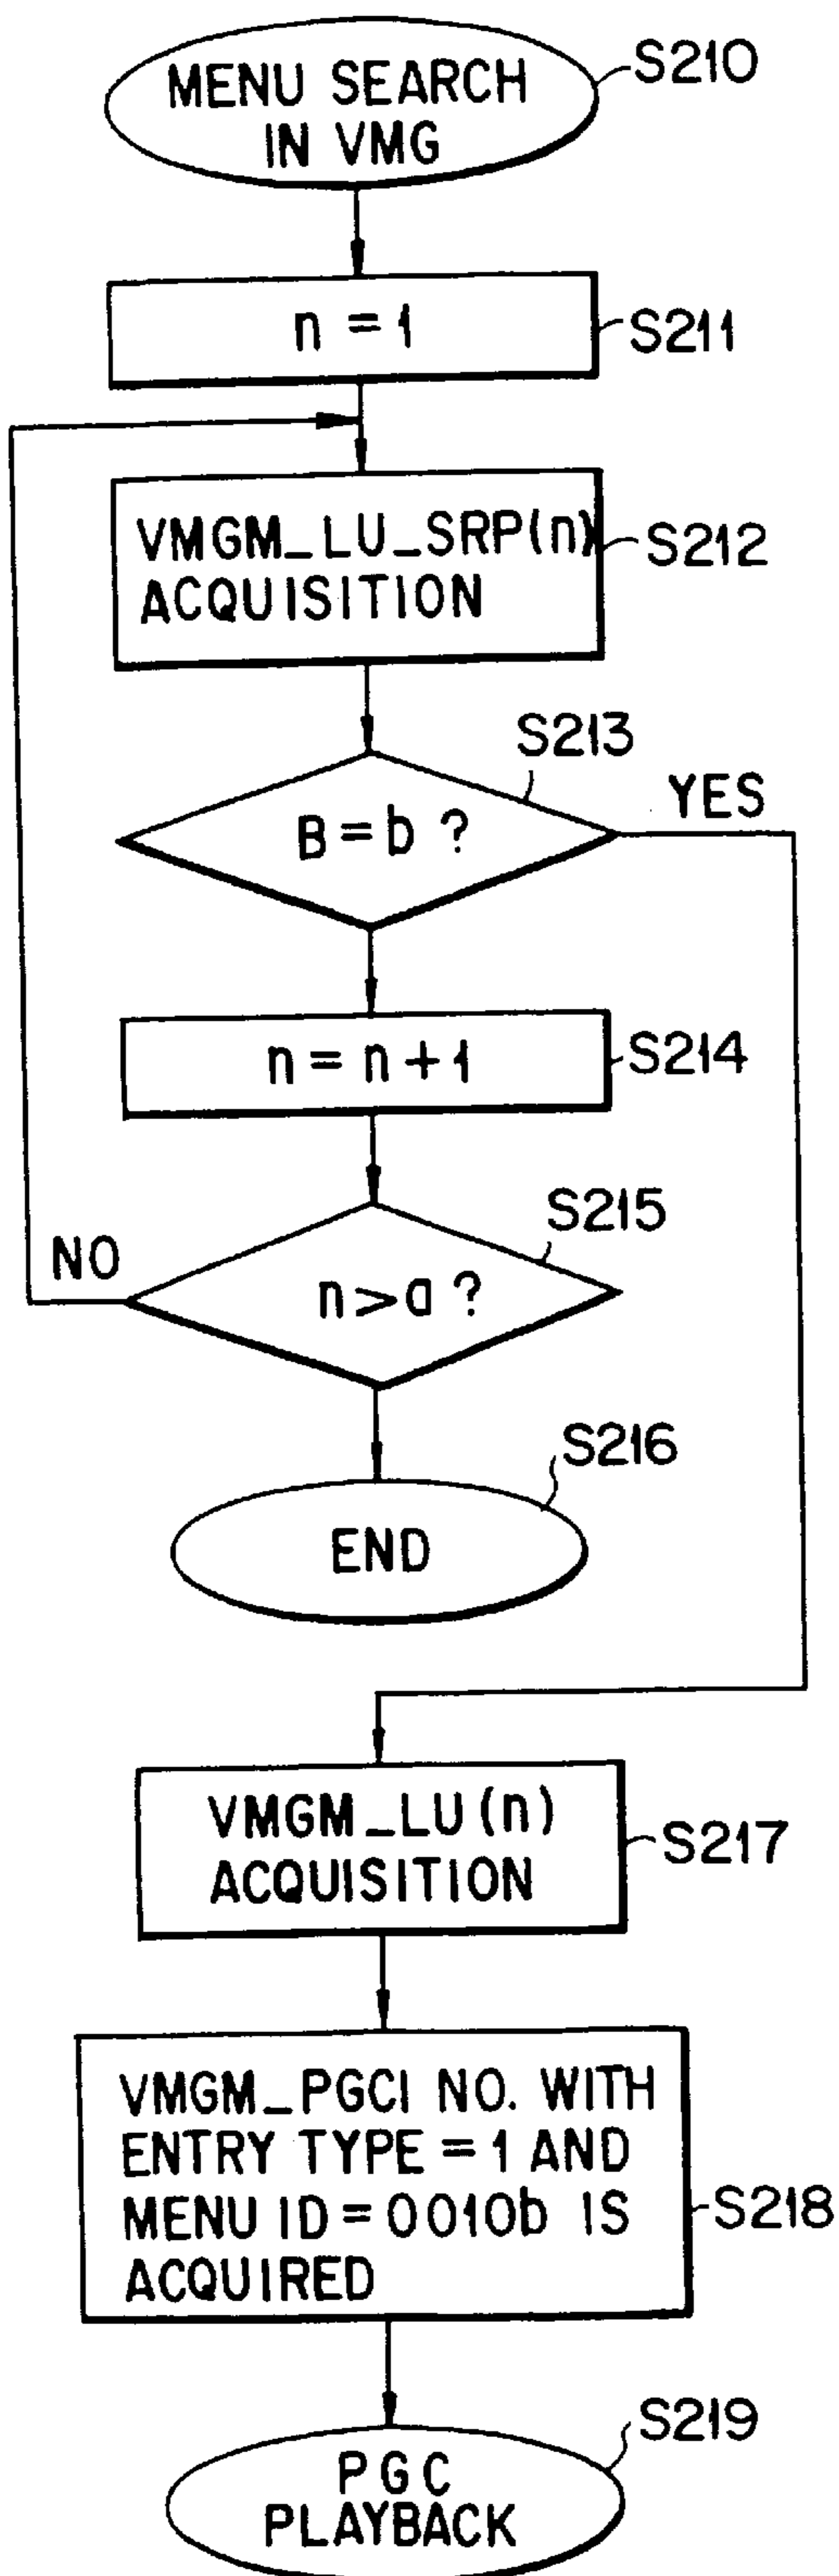 MENU SEARCH
IN VMG
S210
n = 1
S211
VMGM_LU_SRP(n)
ACQUISITION
S212
S213
B = b ?
YES
n = n + 1
S214
S215
NO
n > a ?
S216
END
VMGM_LU (n)
ACQUISITION
S217
VMGM_PGCI NO. WITH
ENTRY TYPE = 1 AND
MENU ID = 0010b IS
ACQUIRED
S218
S219
PGC
PLAYBACK